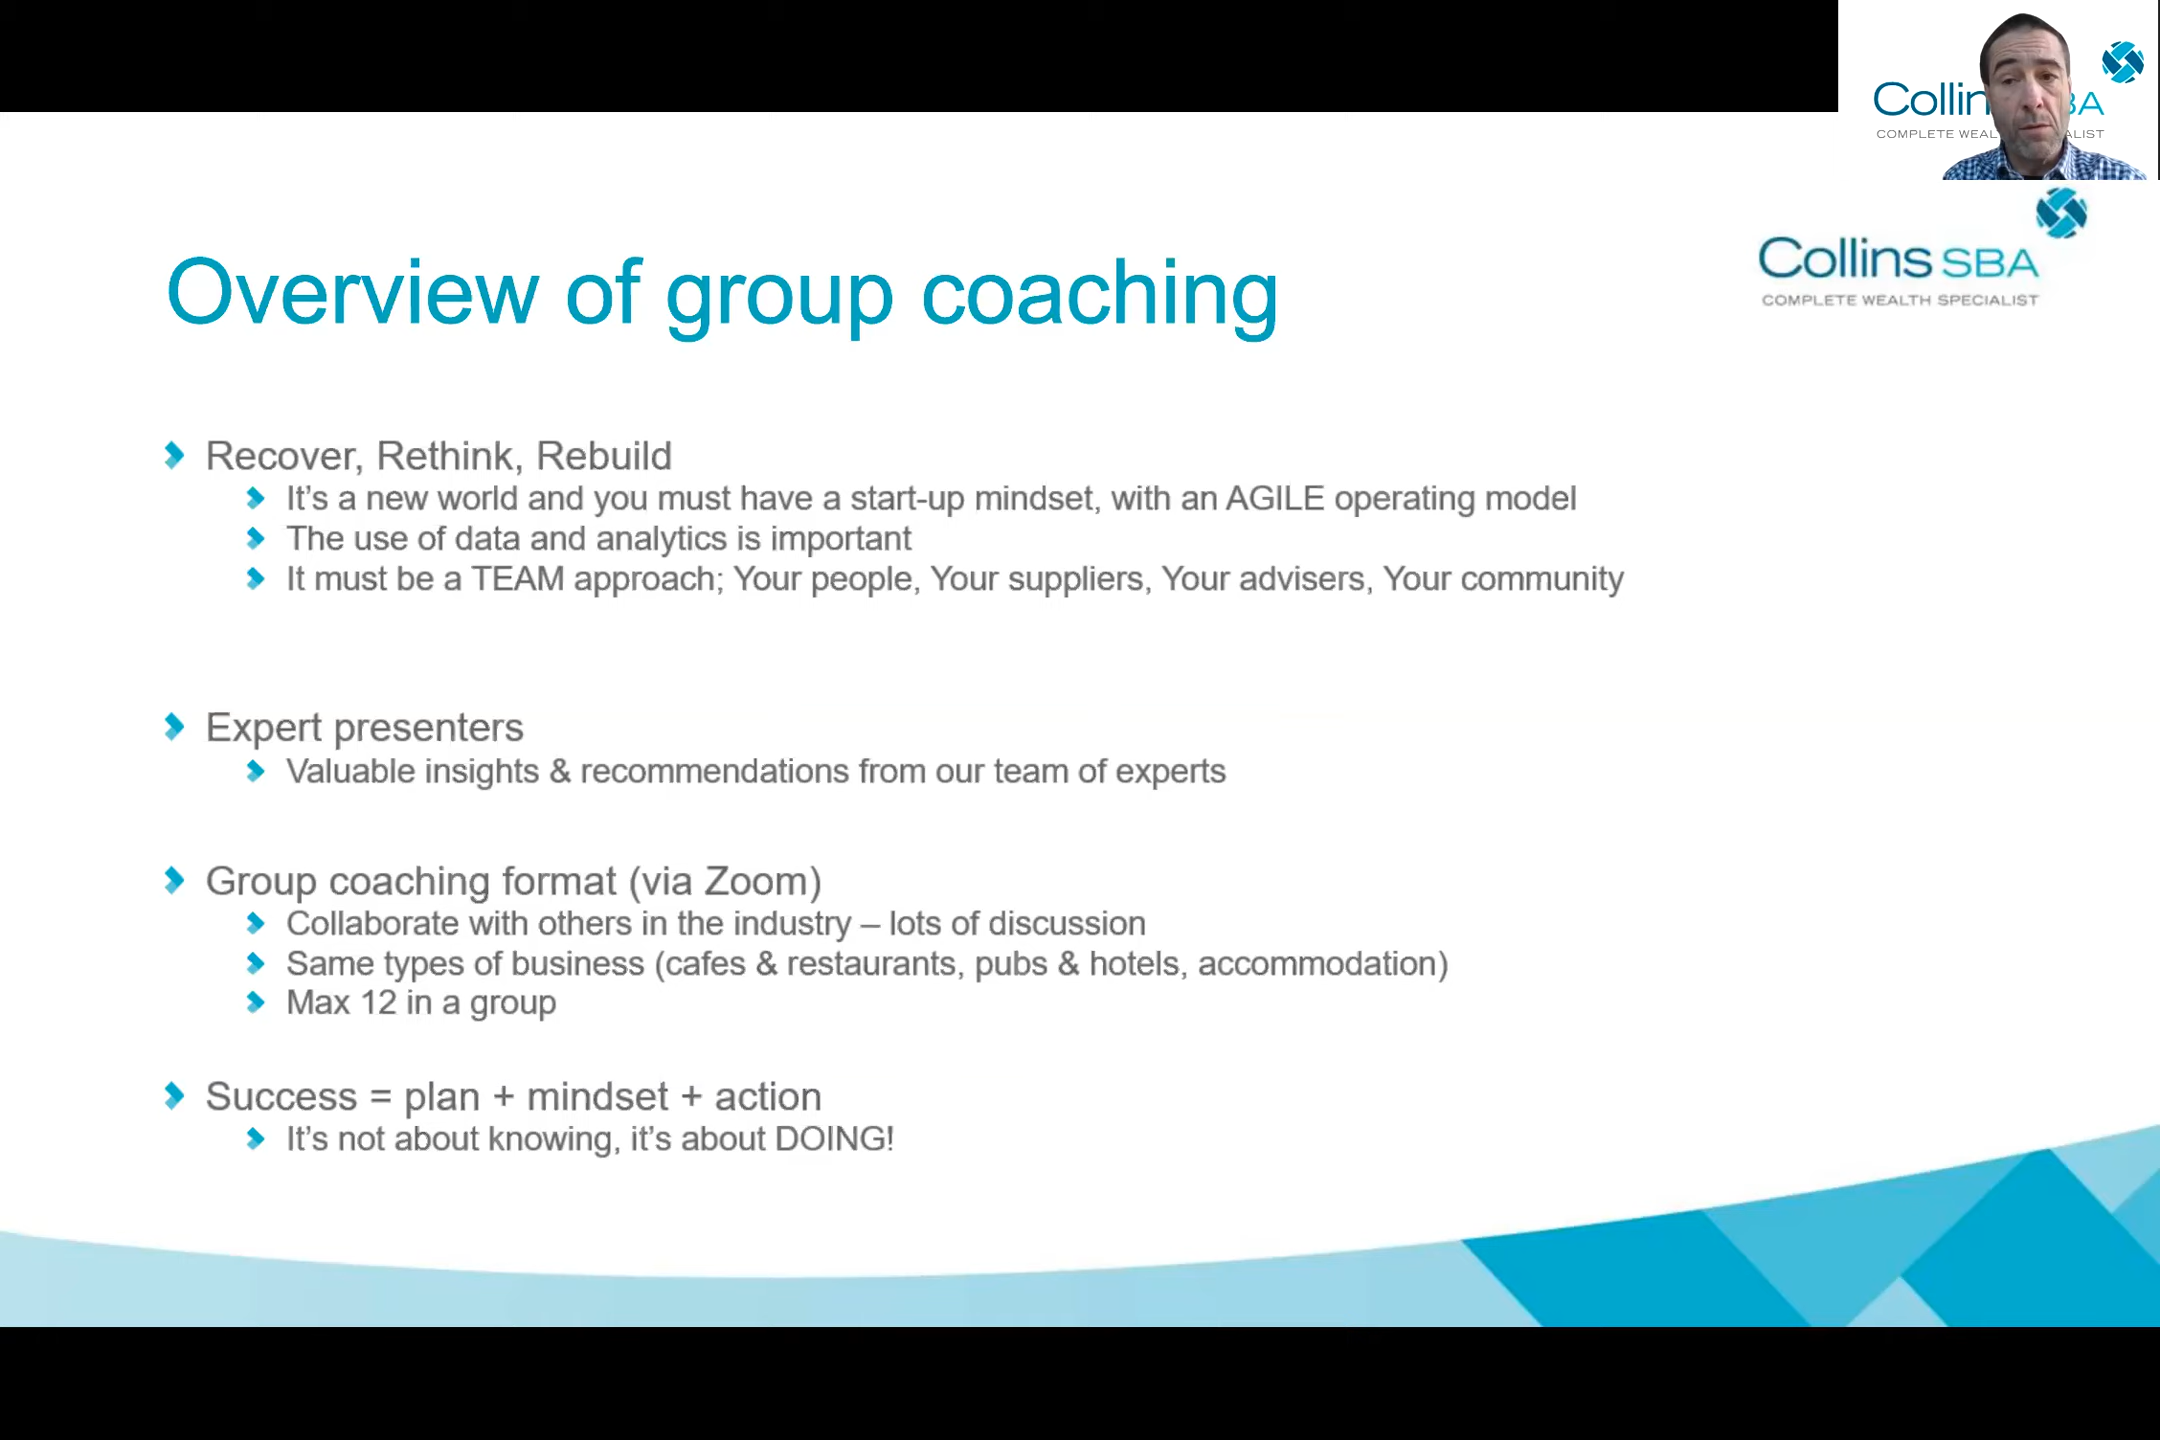 Collin BA
COMPLETE WEAL ALIST
Collins SBA
COMPLETE WEALTH SPECIALIST
Overview of group coaching
Recover, Rethink, Rebuild
It’s a new world and you must have a start-up mindset, with an AGILE operating model
The use of data and analytics is important
It must be a TEAM approach; Your people, Your suppliers, Your advisers, Your community
Expert presenters
Valuable insights & recommendations from our team of experts
Group coaching format (via Zoom)
Collaborate with others in the industry – lots of discussion
Same types of business (cafes & restaurants, pubs & hotels, accommodation)
Max 12 in a group
Success = plan + mindset + action
It’s not about knowing, it’s about DOING!